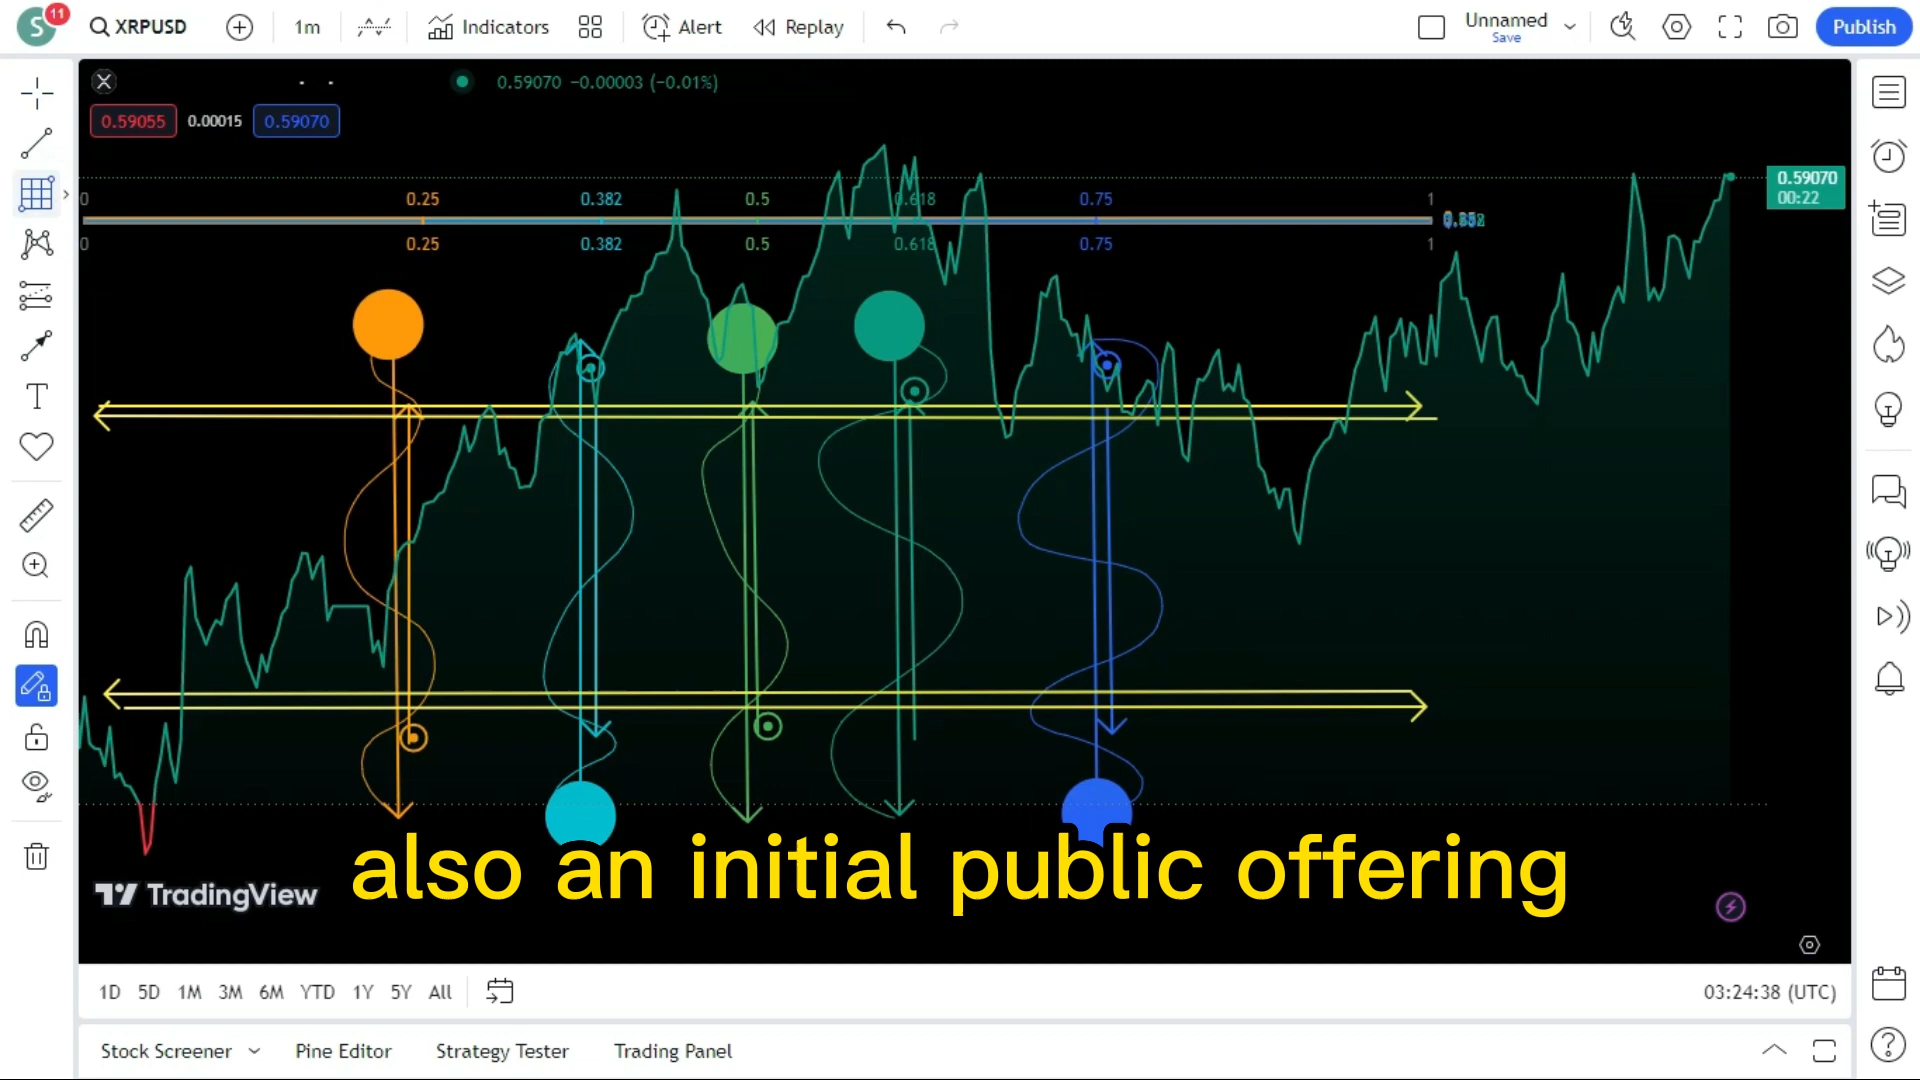 S 11 XRPUSD 1m Indicators Alert Replay Unnamed Save Publish
0.59070 −0.00003 (−0.01%)
0.59055 0.00015 0.59070
0.59070
00:22
0 0.25 0.382 0.5 0.618 0.75 1
0 0.25 0.382 0.5 0.618 0.75 1
also an initial public offering
TradingView
1D 5D 1M 3M 6M YTD 1Y 5Y All 03:24:38 (UTC)
Stock Screener Pine Editor Strategy Tester Trading Panel